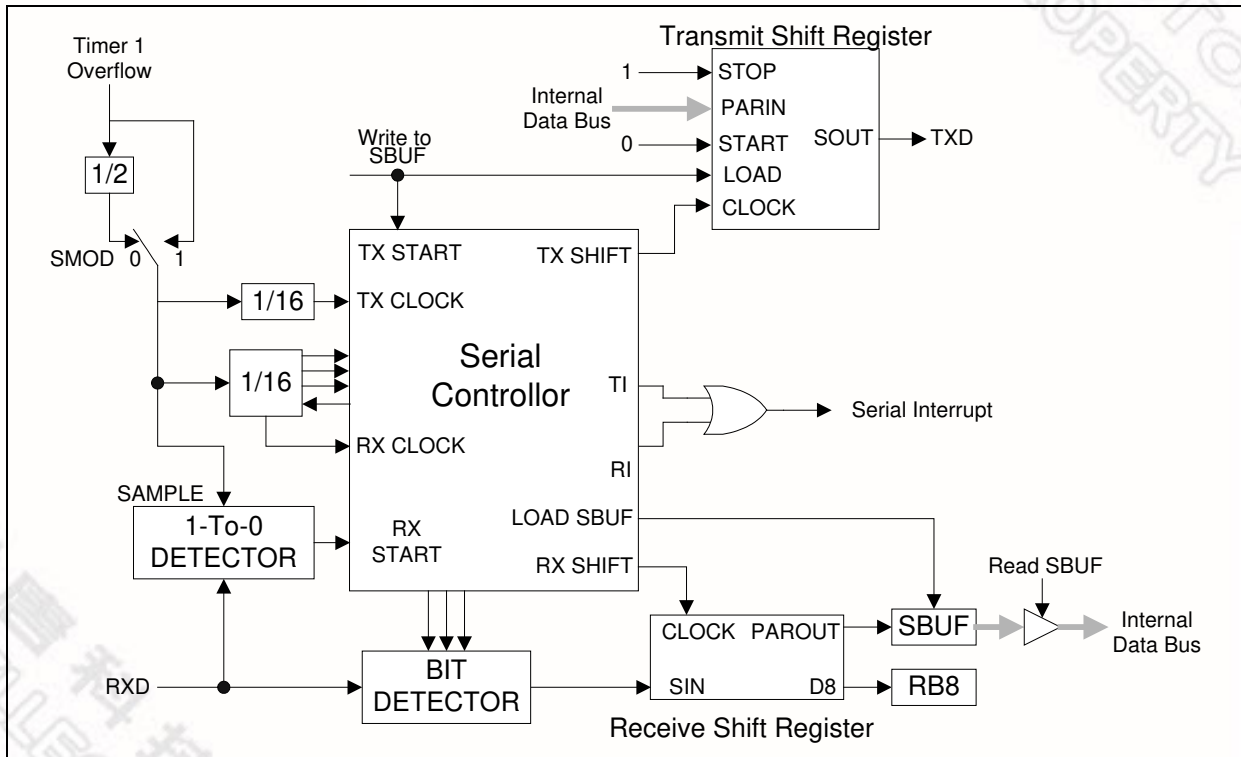 Timer 1
Overflow
1/2
SMOD 0 1
Write to
SBUF
Transmit Shift Register
1
STOP
Internal
Data Bus
PARIN
0
START
LOAD
CLOCK
SOUT
TXD
TX START
TX SHIFT
1/16
TX CLOCK
1/16
Serial
Controllor
TI
Serial Interrupt
RX CLOCK
RI
SAMPLE
1-To-0
DETECTOR
RX
START
LOAD SBUF
RX SHIFT
Read SBUF
CLOCK PAROUT
SBUF
Internal
Data Bus
RXD
BIT
DETECTOR
SIN
D8
RB8
Receive Shift Register
OPERTY